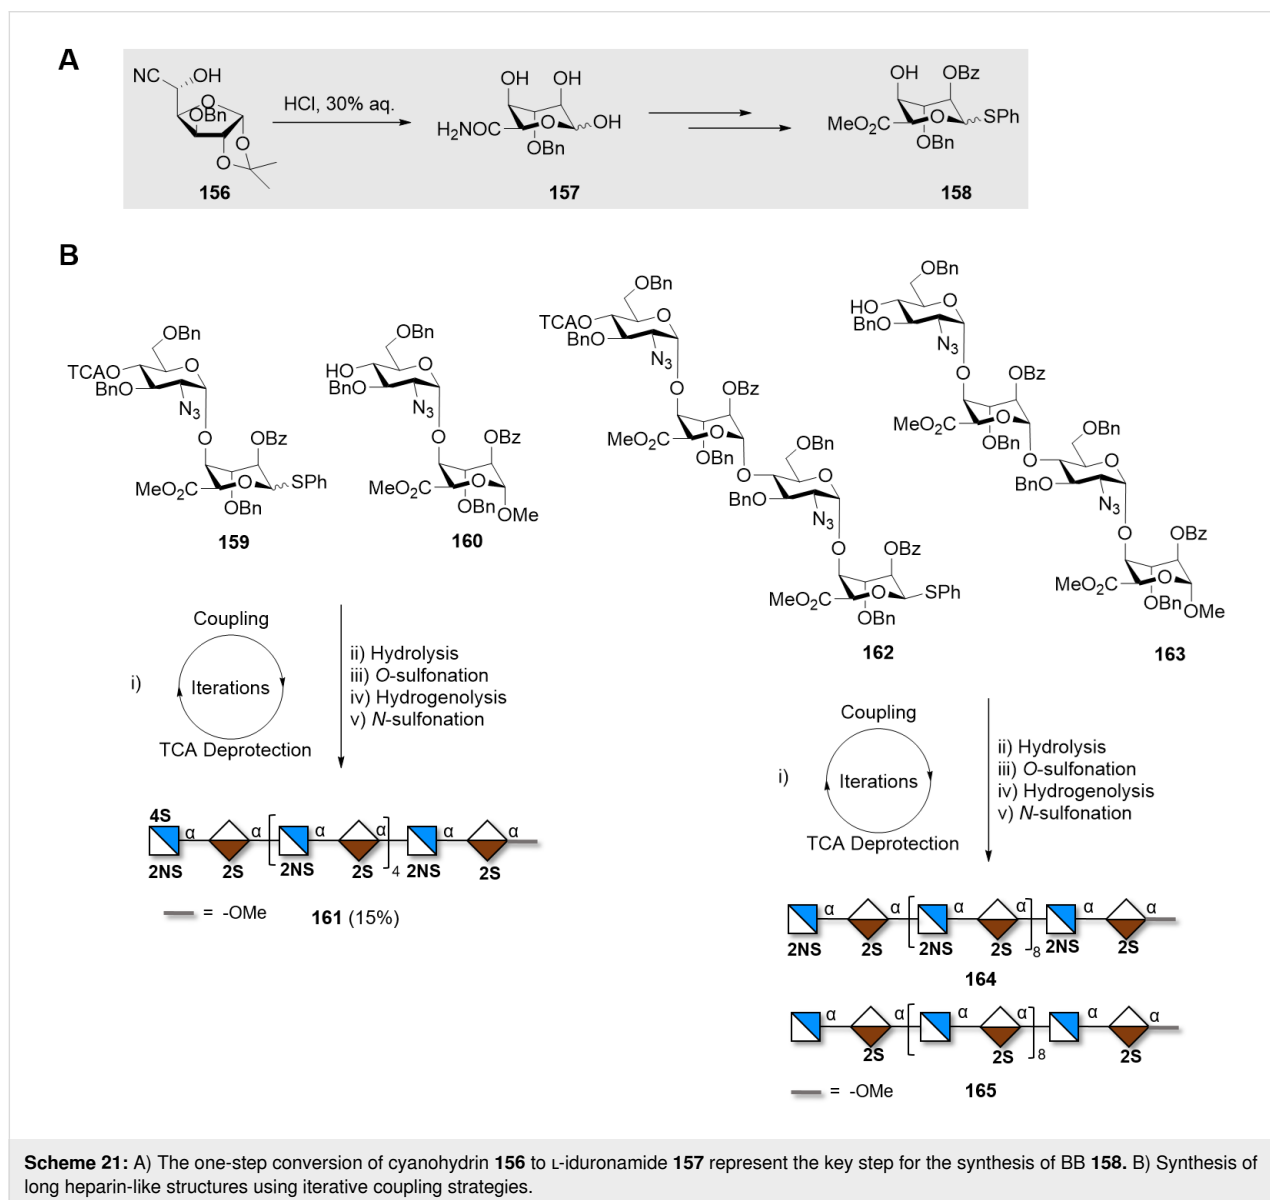 A
NC
OH
O
OBn
O
O
156
HCl, 30% aq.
OH
OH
H2NOC
O
OH
OBn
157
OH
OBz
MeO2C
O
SPh
OBn
158
B
OBn
O
TCAO
BnO
N3
O
OBz
MeO2C
O
SPh
OBn
159
OBn
HO
O
BnO
N3
O
OBz
MeO2C
O
OBn
OMe
160
OBn
TCAO
O
BnO
N3
O
OBz
MeO2C
O
OBn
O
OBn
O
BnO
N3
O
OBz
MeO2C
O
SPh
OBn
162
OBn
HO
O
BnO
N3
O
OBz
MeO2C
O
OBn
O
OBn
O
BnO
N3
O
OBz
MeO2C
O
OBn
OMe
163
Coupling
i)
Iterations
TCA Deprotection
ii) Hydrolysis
iii) O-sulfonation
iv) Hydrogenolysis
v) N-sulfonation
4S
α α α α α α
2NS 2S 2NS 2S 4 2NS 2S
= -OMe
161 (15%)
Coupling
i)
Iterations
TCA Deprotection
ii) Hydrolysis
iii) O-sulfonation
iv) Hydrogenolysis
v) N-sulfonation
α α α α α α
2NS 2S 2NS 2S 8 2NS 2S
164
α α α α α α
2S 2S 8 2S
= -OMe
165
Scheme 21: A) The one-step conversion of cyanohydrin 156 to ʟ-iduronamide 157 represent the key step for the synthesis of BB 158. B) Synthesis of
long heparin-like structures using iterative coupling strategies.